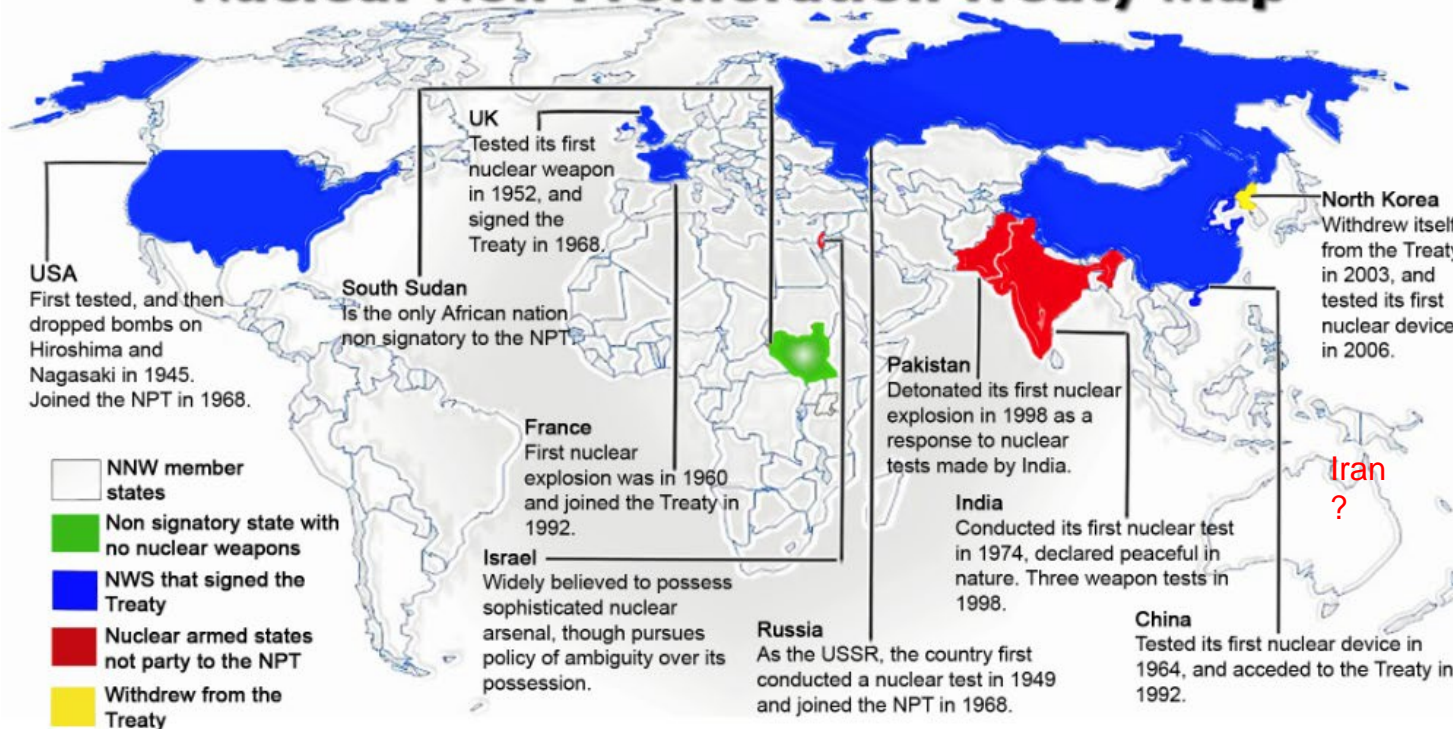 Nuclear Non Proliferation Treaty Map
UK
Tested its first
nuclear weapon
in 1952, and
signed the
Treaty in 1968.
USA
First tested, and then
dropped bombs on
Hiroshima and
Nagasaki in 1945.
Joined the NPT in 1968.
South Sudan
Is the only African nation
non signatory to the NPT.
North Korea
Withdrew itself
from the Treaty
in 2003, and
tested its first
nuclear device
in 2006.
Pakistan
Detonated its first nuclear
explosion in 1998 as a
response to nuclear
tests made by India.
France
First nuclear
explosion was in 1960
and joined the Treaty in
1992.
Iran
?
India
Conducted its first nuclear test
in 1974, declared peaceful in
nature. Three weapon tests in
1998.
Israel
Widely believed to possess
sophisticated nuclear
arsenal, though pursues
policy of ambiguity over its
possession.
Russia
As the USSR, the country first
conducted a nuclear test in 1949
and joined the NPT in 1968.
China
Tested its first nuclear device in
1964, and acceded to the Treaty in
1992.
NNW member
states
Non signatory state with
no nuclear weapons
NWS that signed the
Treaty
Nuclear armed states
not party to the NPT
Withdrew from the
Treaty